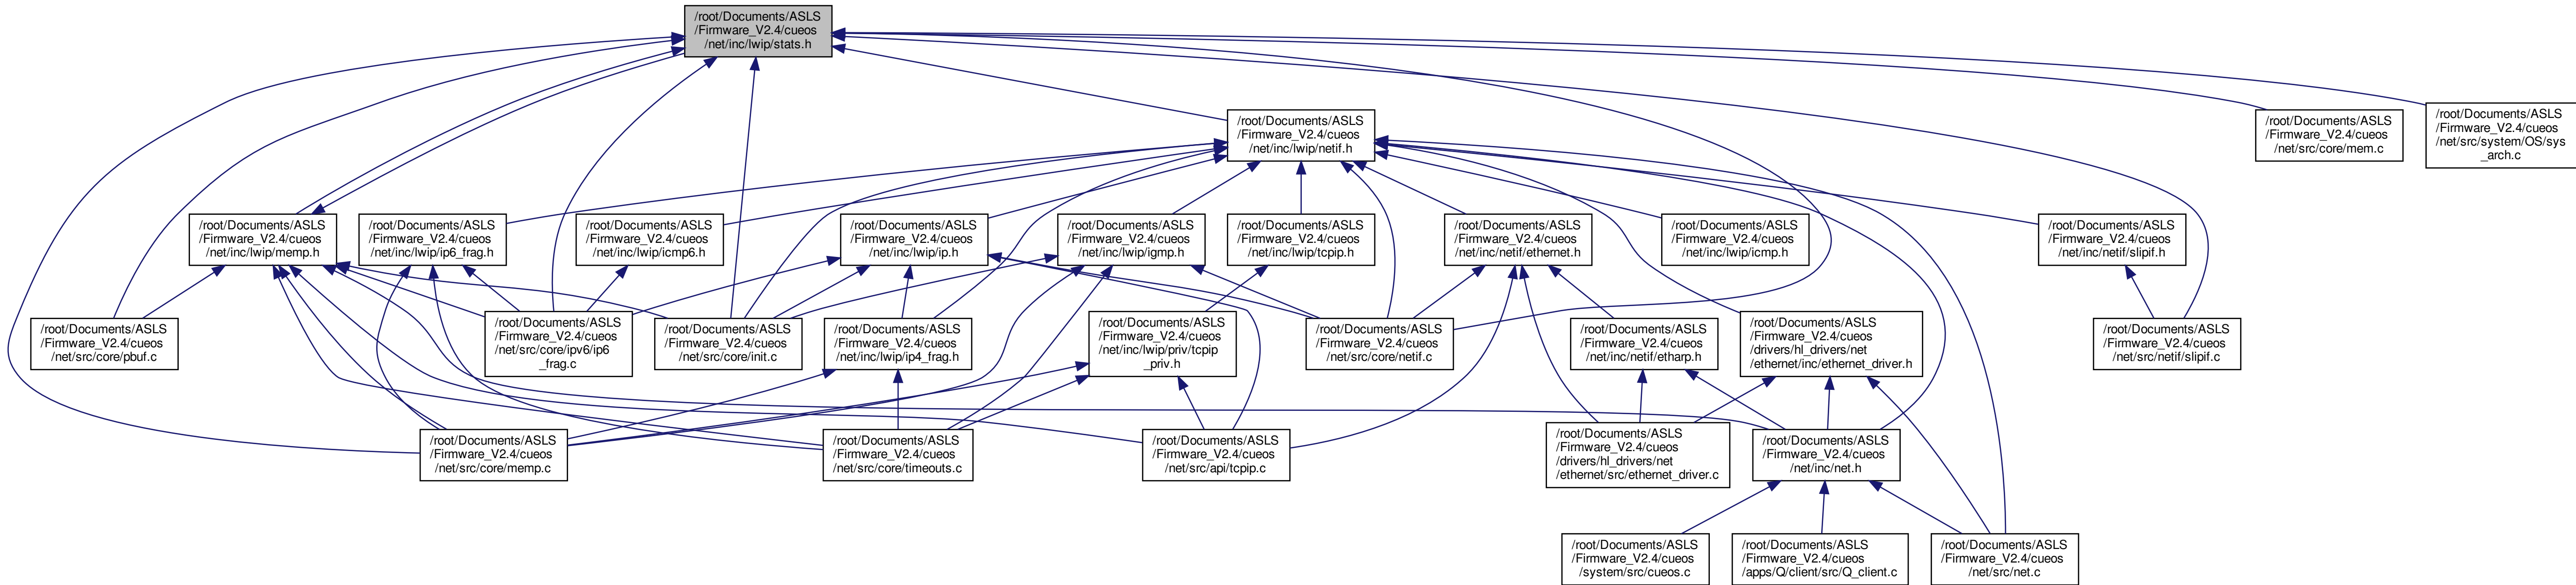 /root/Documents/ASLS
/Firmware_V2.4/cueos
/net/inc/lwip/stats.h
/root/Documents/ASLS
/Firmware_V2.4/cueos
/net/inc/lwip/netif.h
/root/Documents/ASLS
/Firmware_V2.4/cueos
/net/src/core/mem.c
/root/Documents/ASLS
/Firmware_V2.4/cueos
/net/src/system/OS/sys
_arch.c
/root/Documents/ASLS
/Firmware_V2.4/cueos
/net/inc/lwip/memp.h
/root/Documents/ASLS
/Firmware_V2.4/cueos
/net/inc/lwip/ip6_frag.h
/root/Documents/ASLS
/Firmware_V2.4/cueos
/net/inc/lwip/icmp6.h
/root/Documents/ASLS
/Firmware_V2.4/cueos
/net/inc/lwip/ip.h
/root/Documents/ASLS
/Firmware_V2.4/cueos
/net/inc/lwip/igmp.h
/root/Documents/ASLS
/Firmware_V2.4/cueos
/net/inc/lwip/tcpip.h
/root/Documents/ASLS
/Firmware_V2.4/cueos
/net/inc/netif/ethernet.h
/root/Documents/ASLS
/Firmware_V2.4/cueos
/net/inc/lwip/icmp.h
/root/Documents/ASLS
/Firmware_V2.4/cueos
/net/inc/netif/slipif.h
/root/Documents/ASLS
/Firmware_V2.4/cueos
/net/src/core/pbuf.c
/root/Documents/ASLS
/Firmware_V2.4/cueos
/net/src/core/ipv6/ip6
_frag.c
/root/Documents/ASLS
/Firmware_V2.4/cueos
/net/src/core/init.c
/root/Documents/ASLS
/Firmware_V2.4/cueos
/net/inc/lwip/ip4_frag.h
/root/Documents/ASLS
/Firmware_V2.4/cueos
/net/inc/lwip/priv/tcpip
_priv.h
/root/Documents/ASLS
/Firmware_V2.4/cueos
/net/src/core/netif.c
/root/Documents/ASLS
/Firmware_V2.4/cueos
/net/inc/netif/etharp.h
/root/Documents/ASLS
/Firmware_V2.4/cueos
/drivers/hl_drivers/net
/ethernet/inc/ethernet_driver.h
/root/Documents/ASLS
/Firmware_V2.4/cueos
/net/src/netif/slipif.c
/root/Documents/ASLS
/Firmware_V2.4/cueos
/net/src/core/memp.c
/root/Documents/ASLS
/Firmware_V2.4/cueos
/net/src/core/timeouts.c
/root/Documents/ASLS
/Firmware_V2.4/cueos
/net/src/api/tcpip.c
/root/Documents/ASLS
/Firmware_V2.4/cueos
/drivers/hl_drivers/net
/ethernet/src/ethernet_driver.c
/root/Documents/ASLS
/Firmware_V2.4/cueos
/net/inc/net.h
/root/Documents/ASLS
/Firmware_V2.4/cueos
/system/src/cueos.c
/root/Documents/ASLS
/Firmware_V2.4/cueos
/apps/Q/client/src/Q_client.c
/root/Documents/ASLS
/Firmware_V2.4/cueos
/net/src/net.c